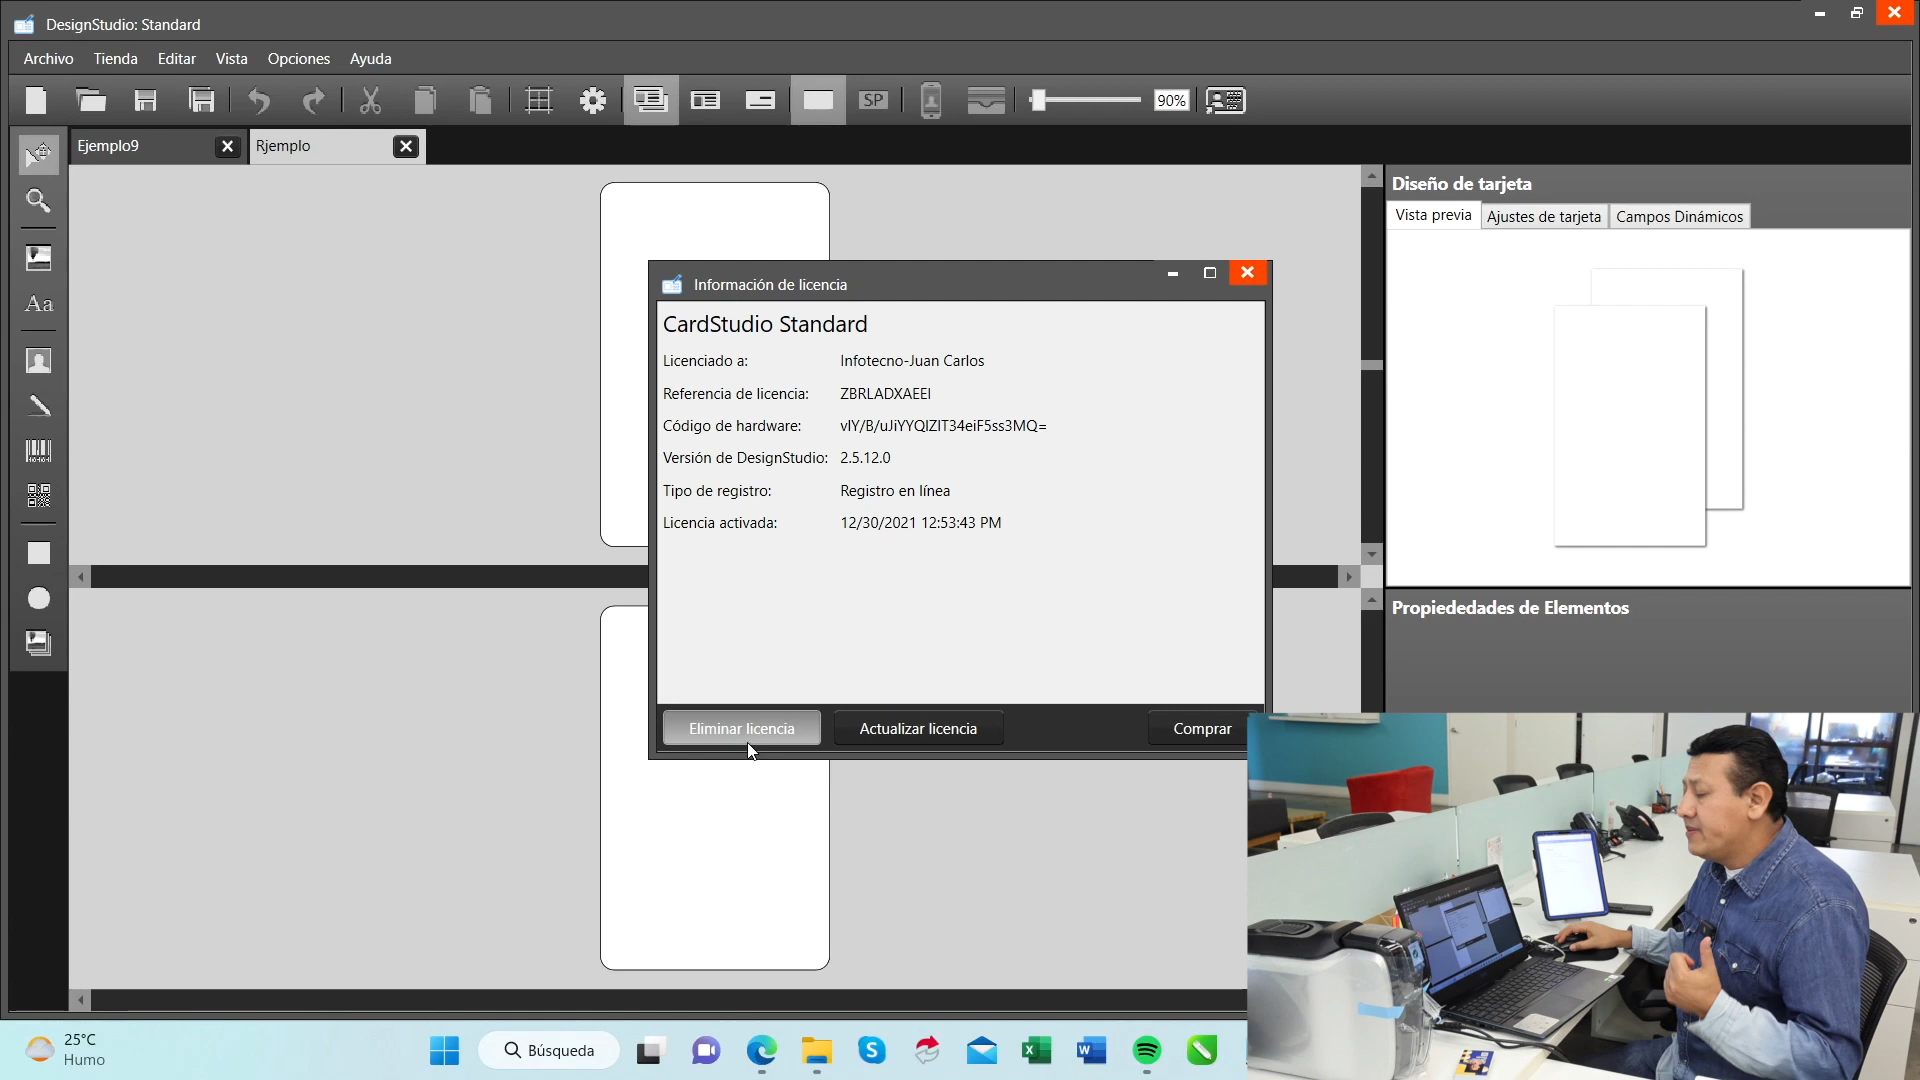 DesignStudio: Standard
Archivo Tienda Editar Vista Opciones Ayuda
SP 90%
Ejemplo9 Rjemplo
Diseño de tarjeta
Vista previa Ajustes de tarjeta Campos Dinámicos
Información de licencia
CardStudio Standard
Licenciado a: Infotecno-Juan Carlos
Referencia de licencia: ZBRLADXAEEI
Código de hardware: vIY/B/uJiYYQIZIT34eiF5ss3MQ=
Versión de DesignStudio: 2.5.12.0
Tipo de registro: Registro en línea
Licencia activada: 12/30/2021 12:53:43 PM
Aa
Propiededades de Elementos
Eliminar licencia Actualizar licencia Comprar
25°C
Humo
Búsqueda